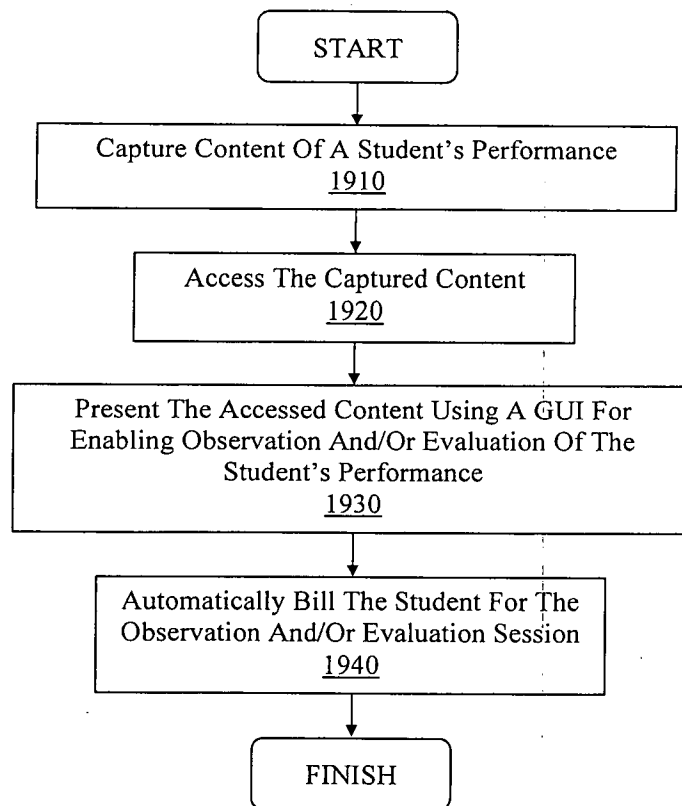 START
Capture Content Of A Student's Performance
1910
Access The Captured Content
1920
Present The Accessed Content Using A GUI For
Enabling Observation And/Or Evaluation Of The
Student's Performance
1930
Automatically Bill The Student For The
Observation And/Or Evaluation Session
1940
FINISH